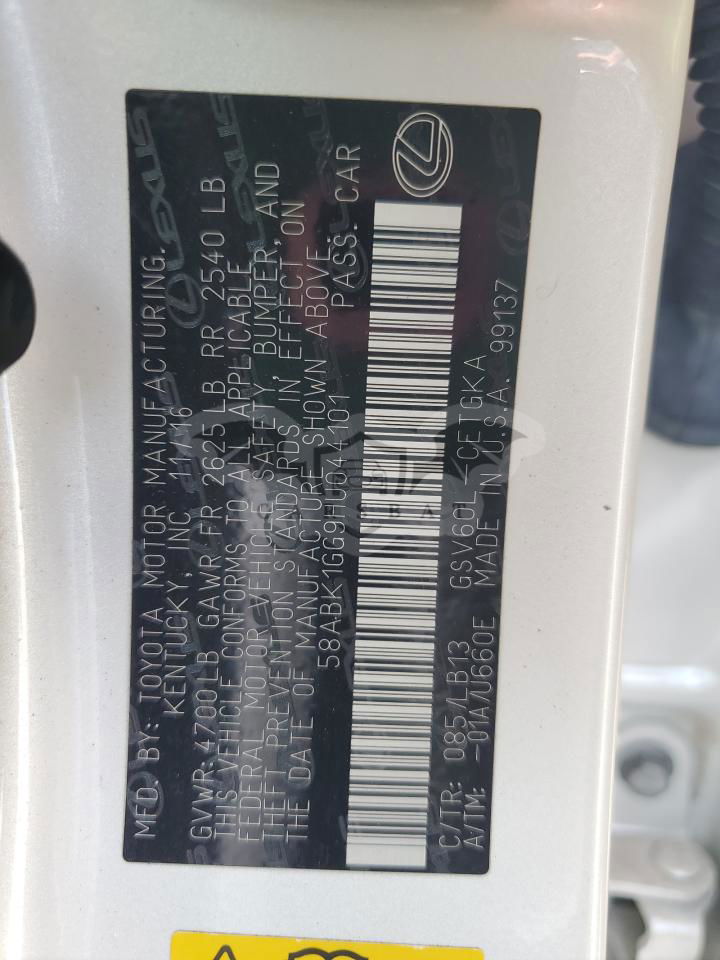 MFD. BY: TOYOTA MOTOR MANUFACTURING.
KENTUCKY, INC. 11/16
GVWR 4700 LB GAWR FR 2625 LB RR 2540 LB
THIS VEHICLE CONFORMS TO ALL APPLICABLE
FEDERAL MOTOR VEHICLE SAFETY, BUMPER, AND
THEFT PREVENTION STANDARDS IN EFFECT ON
THE DATE OF MANUFACTURE SHOWN ABOVE.
58ABK1GG9HU044101 PASS. CAR
C/TR: 085/LB13 GSV60L-CETGKA
A/TM: -01A/U660E MADE IN U.S.A. 99137
LEXUS